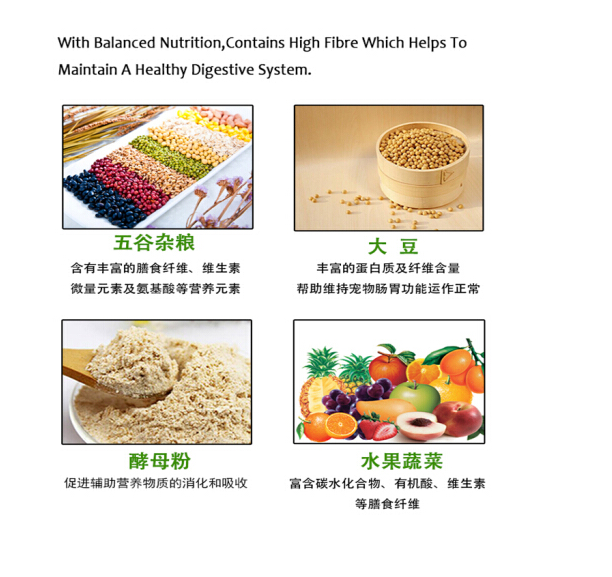 With Balanced Nutrition,Contains High Fibre Which Helps To
Maintain A Healthy Digestive System.
五谷杂粮
含有丰富的膳食纤维、维生素
微量元素及氨基酸等营养元素
大 豆
丰富的蛋白质及纤维含量
帮助维持宠物肠胃功能运作正常
酵母粉
促进辅助营养物质的消化和吸收
水果蔬菜
富含碳水化合物、有机酸、维生素
等膳食纤维